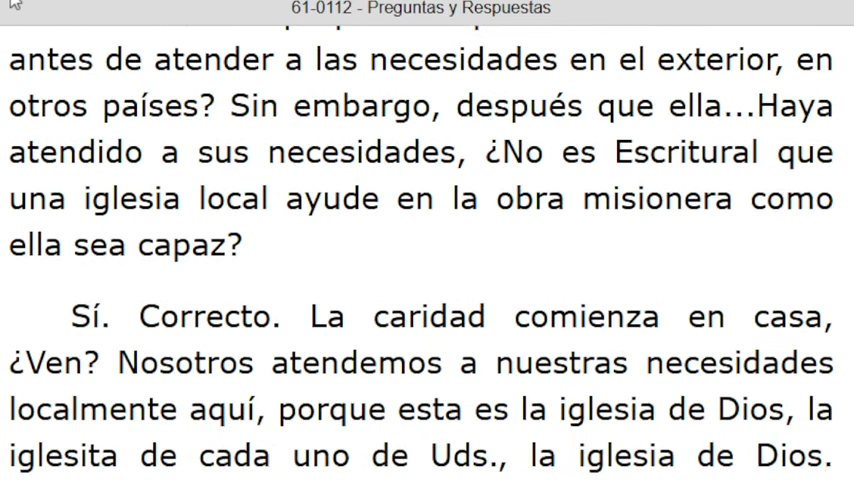 61-0112 - Preguntas y Respuestas
antes de atender a las necesidades en el exterior, en
otros países? Sin embargo, después que ella...Haya
atendido a sus necesidades, ¿No es Escritural que
una iglesia local ayude en la obra misionera como
ella sea capaz?
Sí. Correcto. La caridad comienza en casa,
¿Ven? Nosotros atendemos a nuestras necesidades
localmente aquí, porque esta es la iglesia de Dios, la
iglesita de cada uno de Uds., la iglesia de Dios.